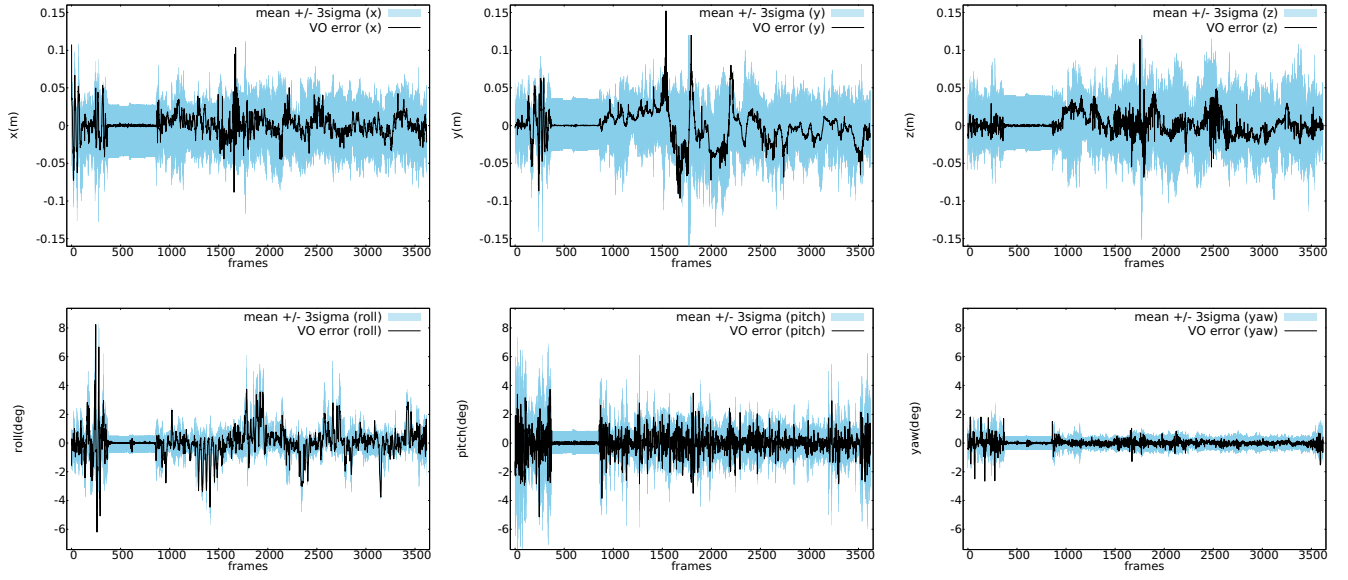 mean +/- 3sigma (x)
VO error (x)
0.15
0.1
0.05
0
-0.05
-0.1
-0.15
x(m)
0 500 1000 1500 2000 2500 3000 3500
frames
mean +/- 3sigma (y)
VO error (y)
0.15
0.1
0.05
0
-0.05
-0.1
-0.15
y(m)
0 500 1000 1500 2000 2500 3000 3500
frames
mean +/- 3sigma (z)
VO error (z)
0.15
0.1
0.05
0
-0.05
-0.1
-0.15
z(m)
0 500 1000 1500 2000 2500 3000 3500
frames
mean +/- 3sigma (roll)
VO error (roll)
8
6
4
2
0
-2
-4
-6
roll(deg)
0 500 1000 1500 2000 2500 3000 3500
frames
mean +/- 3sigma (pitch)
VO error (pitch)
8
6
4
2
0
-2
-4
-6
pitch(deg)
0 500 1000 1500 2000 2500 3000 3500
frames
mean +/- 3sigma (yaw)
VO error (yaw)
8
6
4
2
0
-2
-4
-6
yaw(deg)
0 500 1000 1500 2000 2500 3000 3500
frames